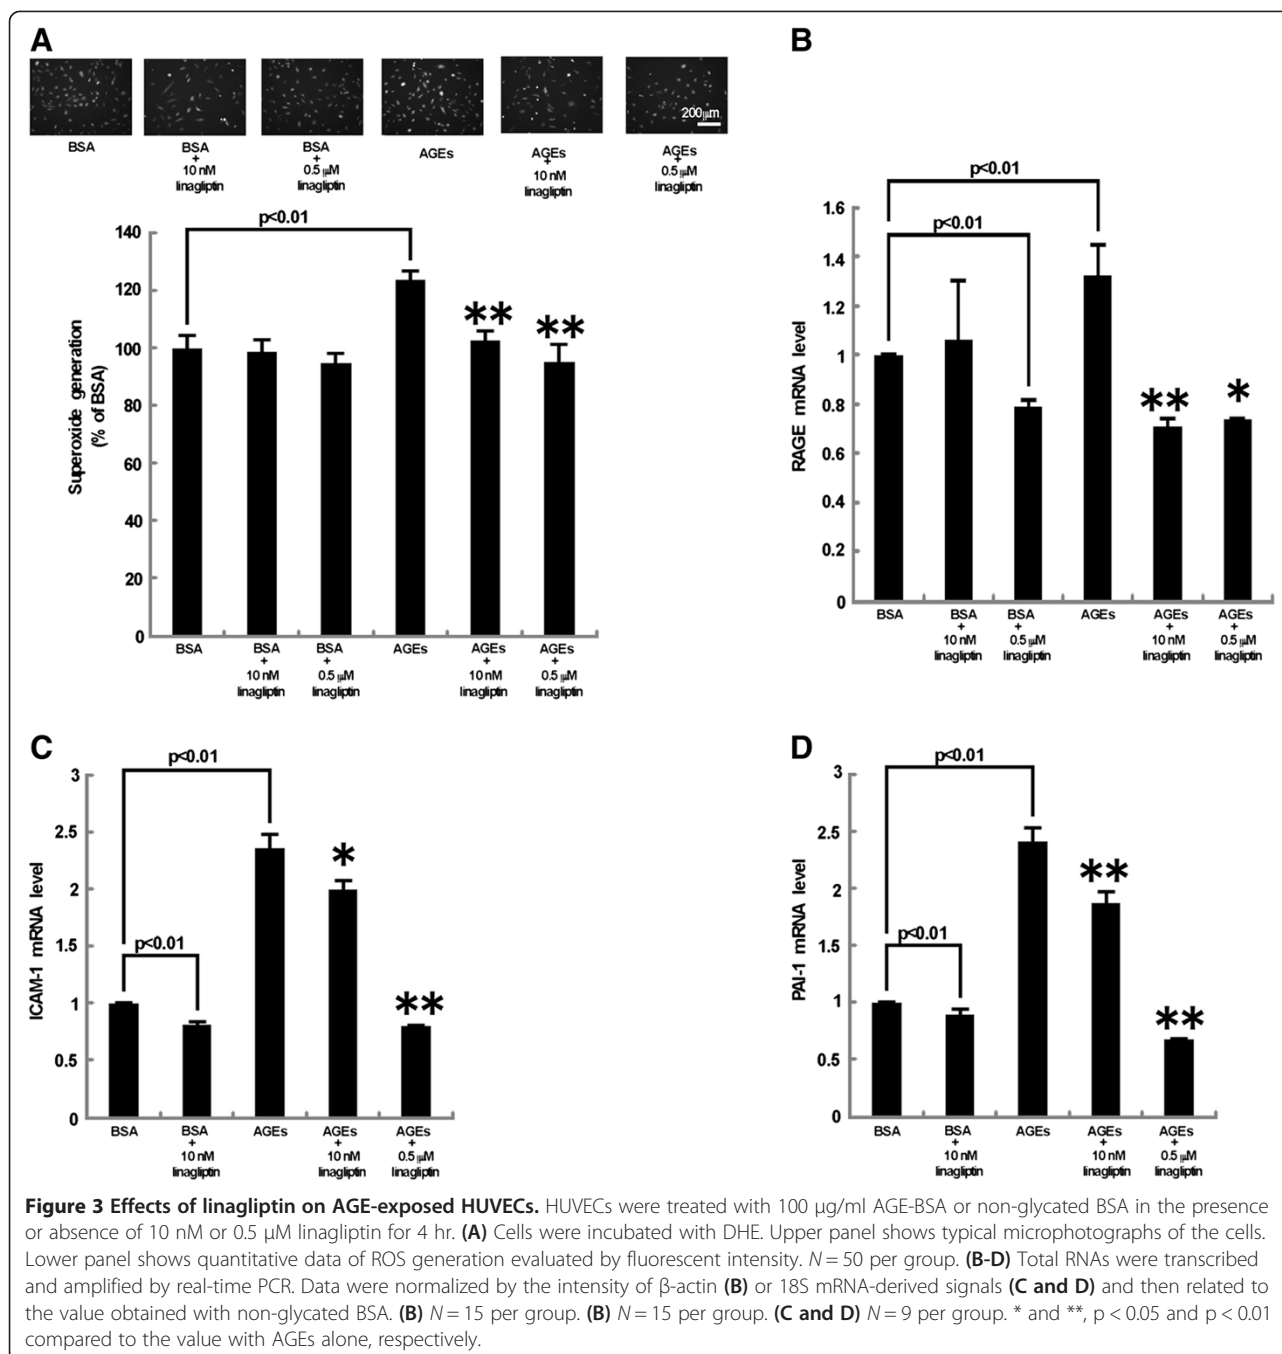 A
B
200µm
BSA
BSA
+
10 nM
linagliptin
BSA
+
0.5 µM
linagliptin
AGEs
AGEs
+
10 nM
linagliptin
AGEs
+
0.5 µM
linagliptin
p<0.01
140
120
100
80
60
40
20
0
Superoxide generation
(% of BSA)
**
**
BSA
BSA
+
10 nM
linagliptin
BSA
+
0.5 µM
linagliptin
AGEs
AGEs
+
10 nM
linagliptin
AGEs
+
0.5 µM
linagliptin
p<0.01
p<0.01
1.6
1.4
1.2
1
0.8
0.6
0.4
0.2
0
RAGE mRNA level
**
*
BSA
BSA
+
10 nM
linagliptin
BSA
+
0.5 µM
linagliptin
AGEs
AGEs
+
10 nM
linagliptin
AGEs
+
0.5 µM
linagliptin
C
p<0.01
p<0.01
3
2.5
2
1.5
1
0.5
0
ICAM-1 mRNA level
*
**
BSA
BSA
+
10 nM
linagliptin
AGEs
AGEs
+
10 nM
linagliptin
AGEs
+
0.5 µM
linagliptin
D
p<0.01
p<0.01
3
2.5
2
1.5
1
0.5
0
PAI-1 mRNA level
**
**
BSA
BSA
+
10 nM
linagliptin
AGEs
AGEs
+
10 nM
linagliptin
AGEs
+
0.5 µM
linagliptin
Figure 3 Effects of linagliptin on AGE-exposed HUVECs. HUVECs were treated with 100 µg/ml AGE-BSA or non-glycated BSA in the presence
or absence of 10 nM or 0.5 µM linagliptin for 4 hr. (A) Cells were incubated with DHE. Upper panel shows typical microphotographs of the cells.
Lower panel shows quantitative data of ROS generation evaluated by fluorescent intensity. N = 50 per group. (B-D) Total RNAs were transcribed
and amplified by real-time PCR. Data were normalized by the intensity of β-actin (B) or 18S mRNA-derived signals (C and D) and then related to
the value obtained with non-glycated BSA. (B) N = 15 per group. (B) N = 15 per group. (C and D) N = 9 per group. * and **, p < 0.05 and p < 0.01
compared to the value with AGEs alone, respectively.